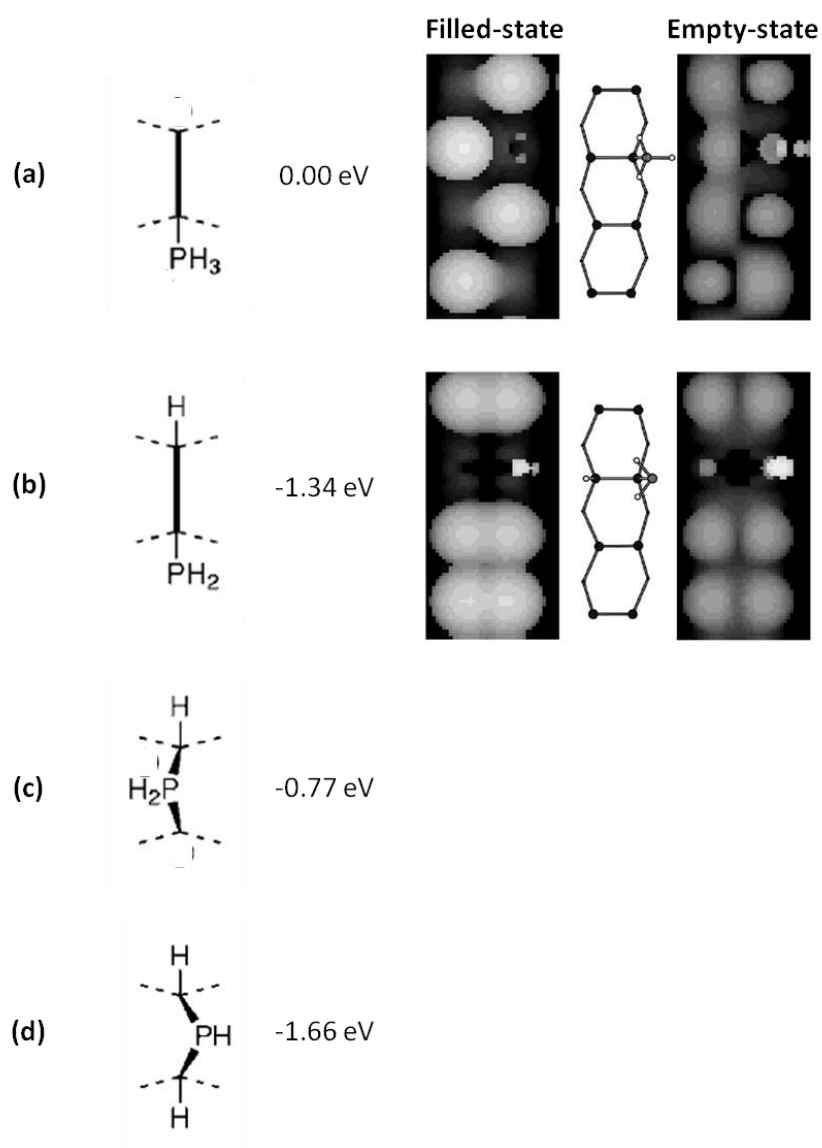 Filled-state Empty-state
(a)
0.00 eV
PH₃
H
(b)
-1.34 eV
PH₂
H
(c)
H₂P
-0.77 eV
H
(d)
PH
-1.66 eV
H